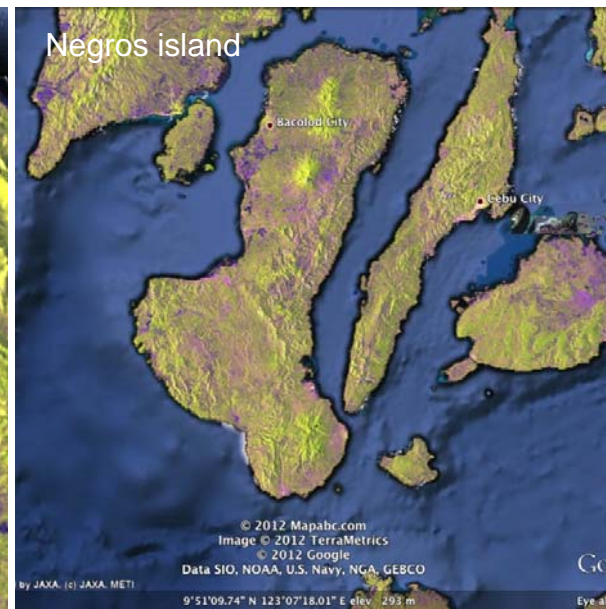 Negros island
Bacolod City
Cebu City
© 2012 Mapabc.com
Image © 2012 TerraMetrics
© 2012 Google
Data SIO, NOAA, U.S. Navy, NGA, GEBCO
by JAXA, (c) JAXA, METI
9°51'09.74" N 123°07'18.01" E elev 293 m
Eye